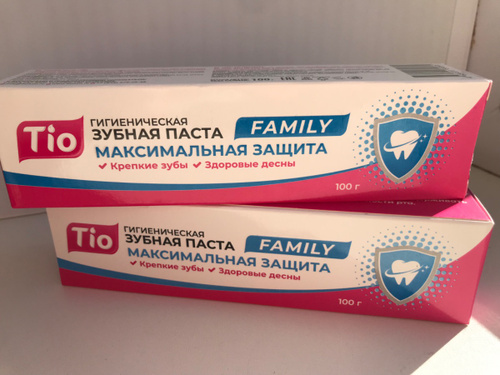 Tio
ГИГИЕНИЧЕСКАЯ
ЗУБНАЯ ПАСТА
FAMILY
МАКСИМАЛЬНАЯ ЗАЩИТА
✓ Крепкие зубы ✓ Здоровые десны
100 г
Tio
ГИГИЕНИЧЕСКАЯ
ЗУБНАЯ ПАСТА
FAMILY
МАКСИМАЛЬНАЯ ЗАЩИТА
✓ Крепкие зубы ✓ Здоровые десны
100 г